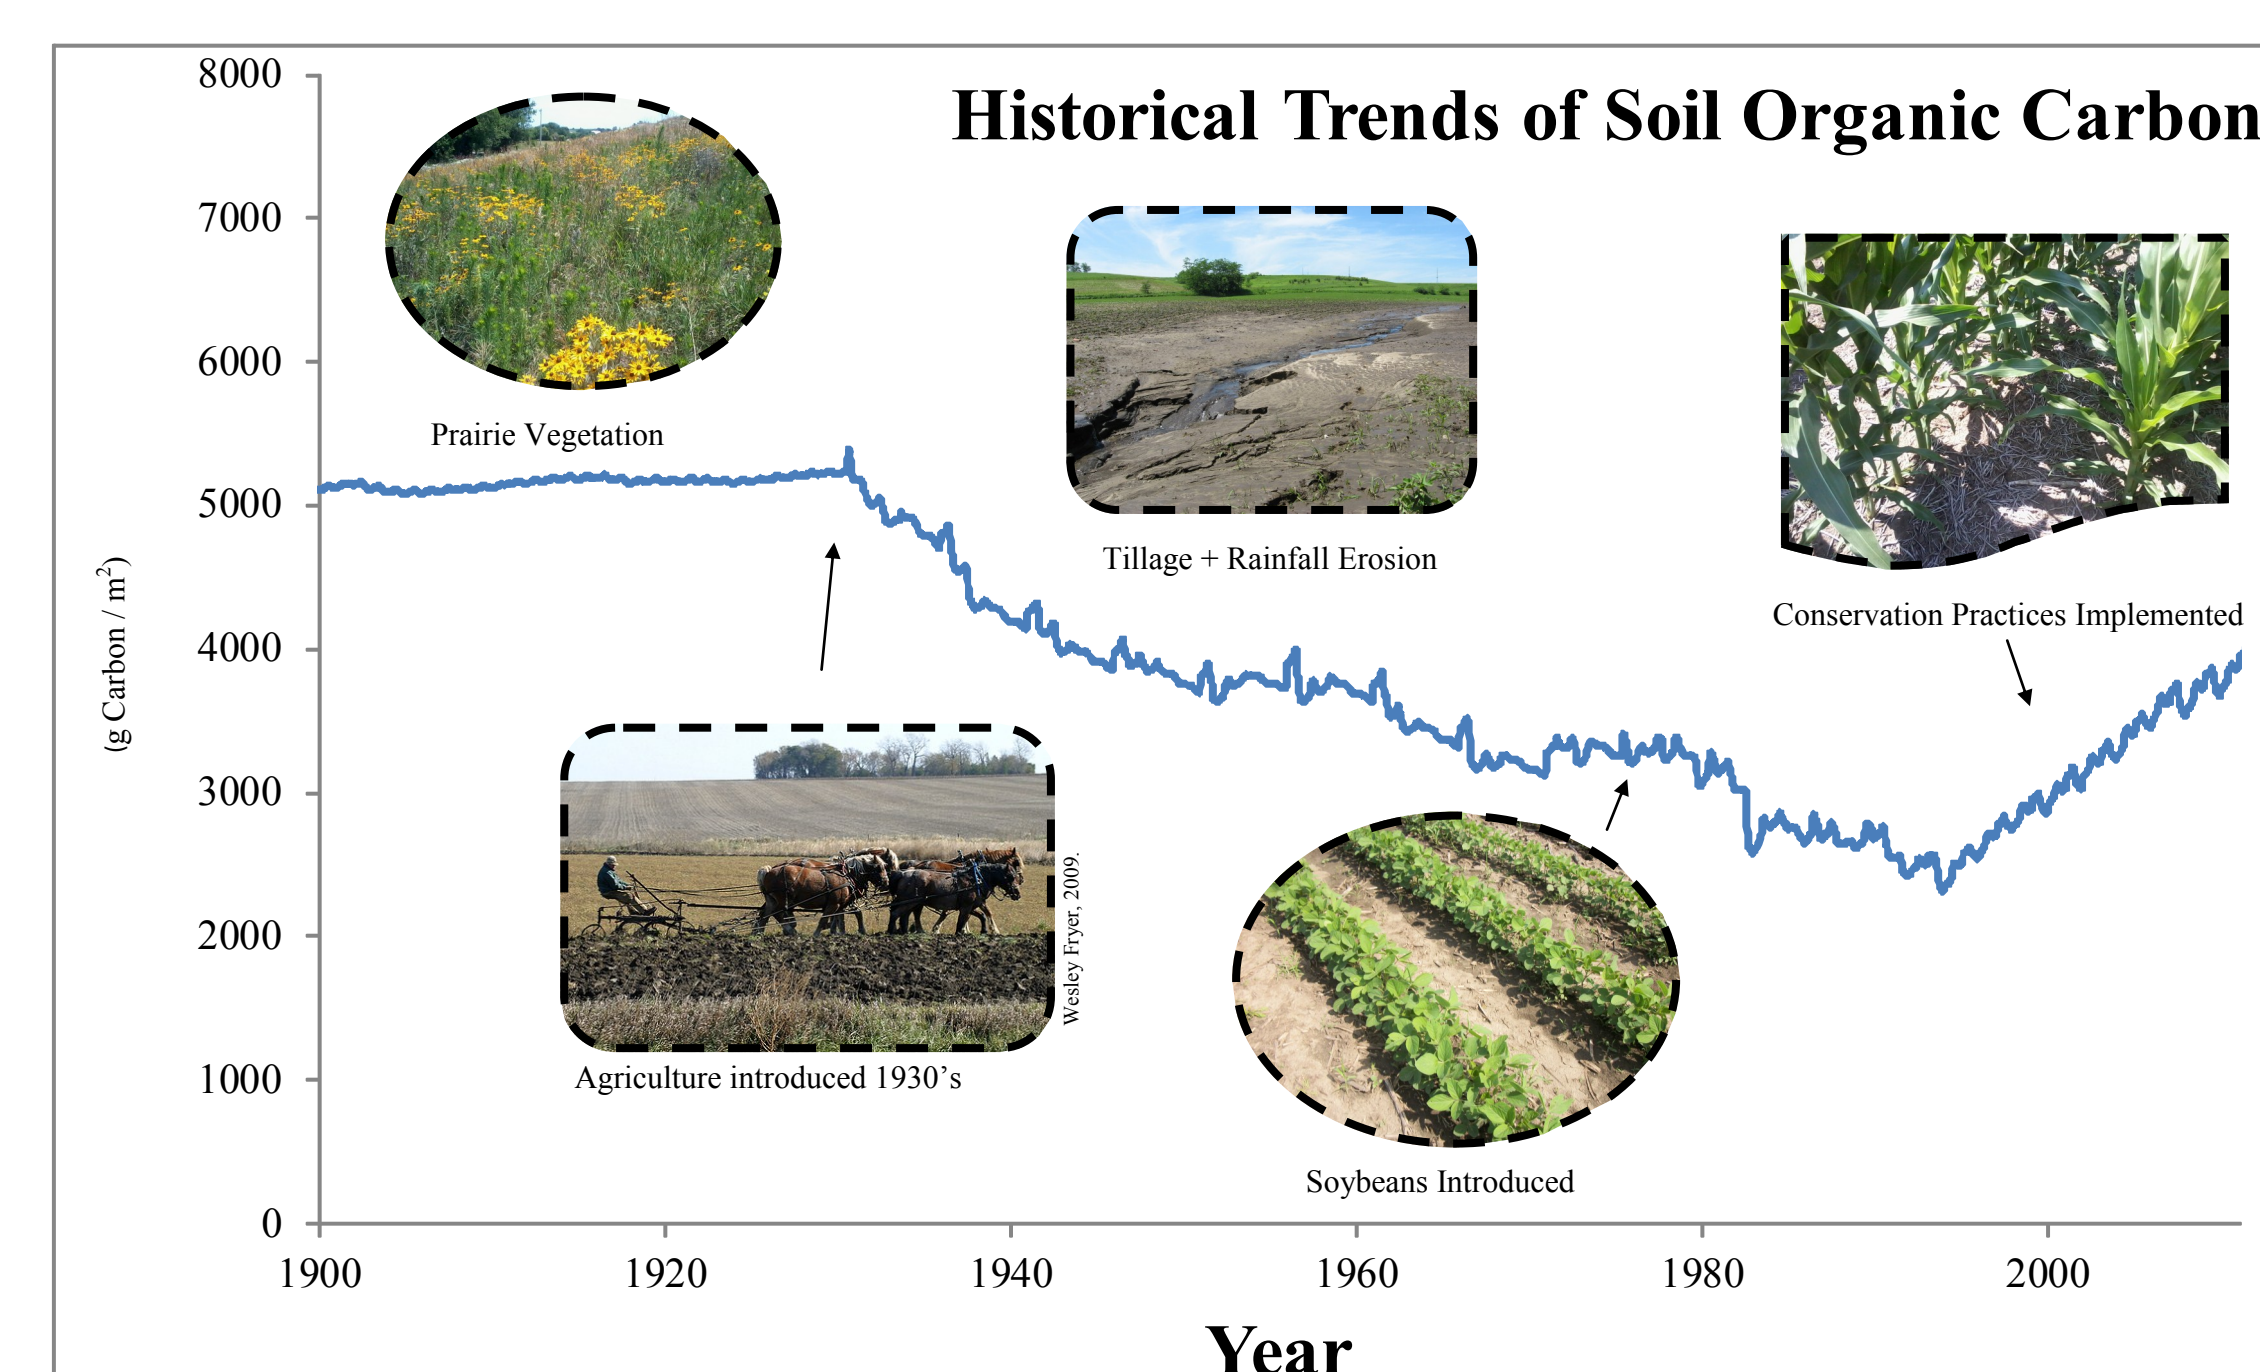 Historical Trends of Soil Organic Carbon
8000
7000
6000
5000
4000
3000
2000
1000
0
(g Carbon / m²)
Prairie Vegetation
Tillage + Rainfall Erosion
Conservation Practices Implemented
Wesley Fryer, 2009.
Agriculture introduced 1930’s
Soybeans Introduced
1900 1920 1940 1960 1980 2000
Year